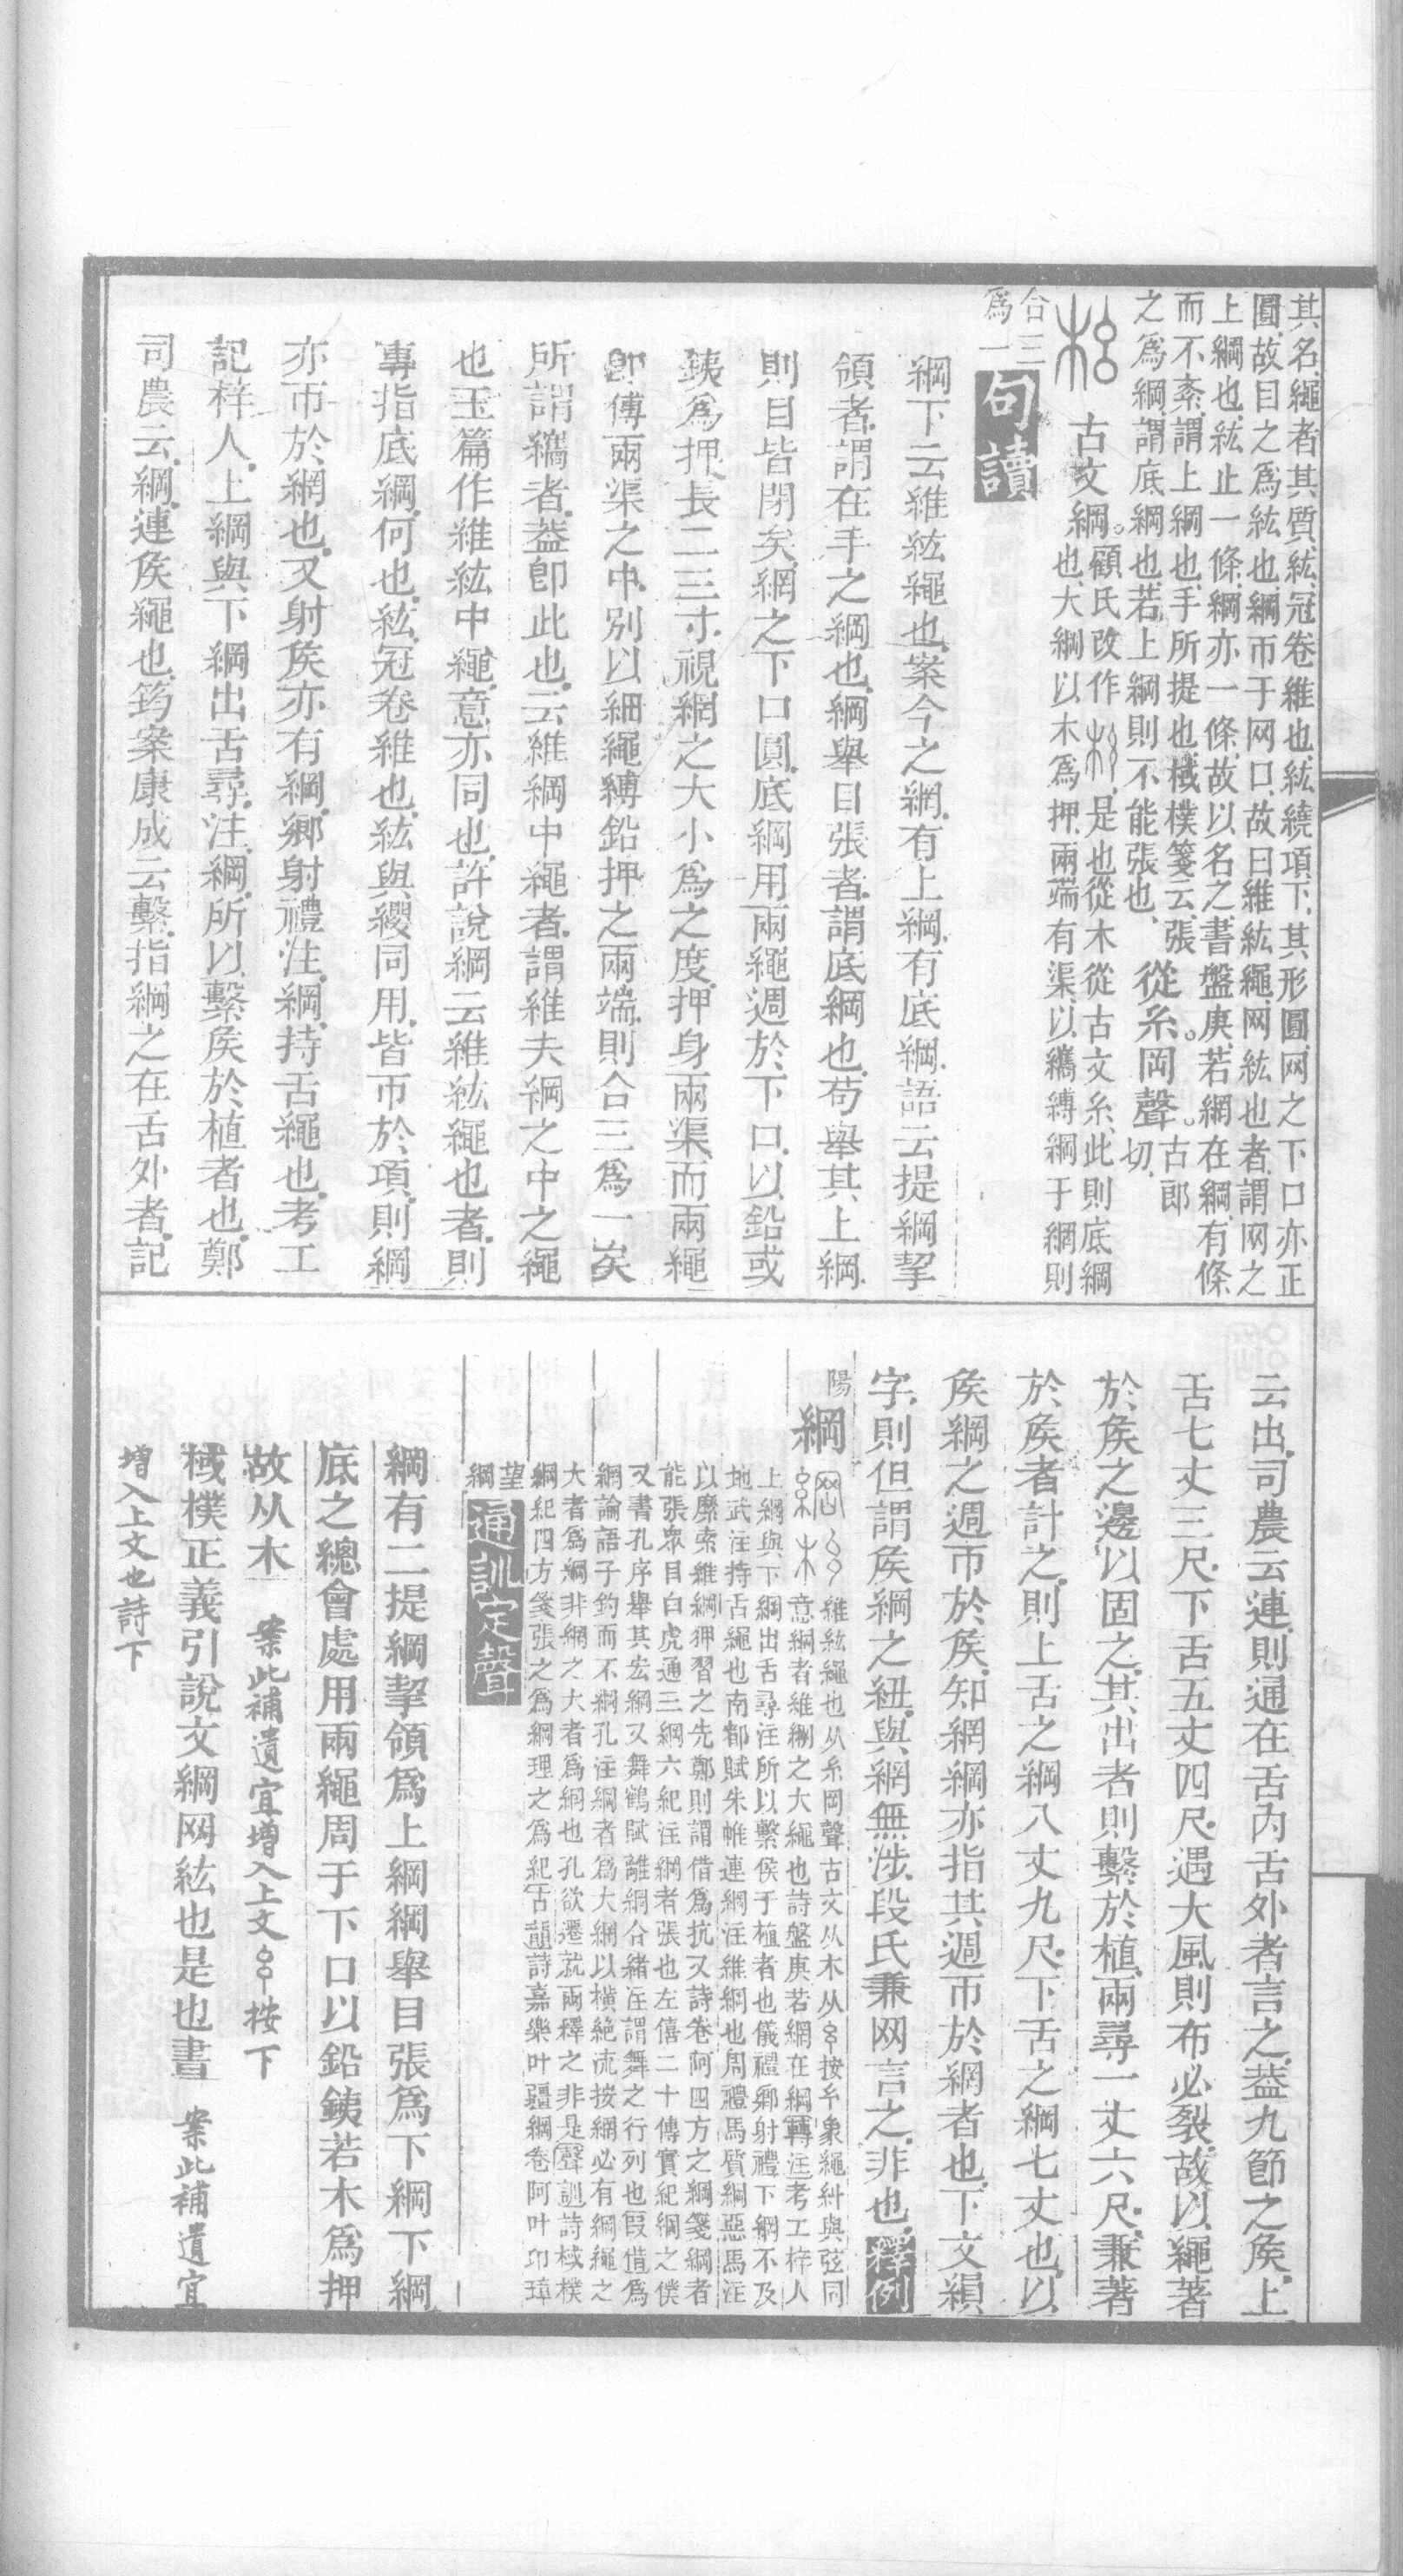 其名繩者其質紘冠卷維也紘繞項下其形圓网之下口亦正
圓故目之爲紘也綱帀于网口故曰維紘繩网紘也者謂网之
上綱也紘止一條綱亦一條故以名之書盤庚若網在綱有條
而不紊謂上綱也手所提也棫樸箋云張
之爲綱謂底綱也若上綱則不能張也
從糸岡聲
古郎
切
古文綱
顧氏改作是也從木從古文糸此則底綱
也大綱以木爲押兩端有渠以纗縛綱于網則
合三
爲一
句讀
綱下云維紘繩也案今之網有上綱有底綱語云提綱挈
領者謂在手之綱也綱舉目張者謂底綱也苟舉其上綱
則目皆閉矣網之下口圓底綱用兩繩週於下口以鉛或
銕爲押長二三寸視網之大小爲之度押身兩渠而兩繩
卽傅兩渠之中別以細繩縛鉛押之兩端則合三爲一矣
所謂纗者葢卽此也云維綱中繩者謂維夫綱之中之繩
也玉篇作維紘中繩意亦同也許說綱云維紘繩也者則
專指底綱何也紘冠卷維也紘與纓同用皆帀於項則綱
亦帀於網也又射矦亦有綱鄉射禮注綱持舌繩也考工
記梓人上綱與下綱出舌尋注綱所以繫矦於植者也鄭
司農云綱連矦繩也筠案康成云繫指綱之在舌外者記
云出司農云連則通在舌內舌外者言之葢九節之矦上
舌七丈三尺下舌五丈四尺遇大風則布必裂故以繩著
於矦之邊以固之其出者則繫於植兩尋一丈六尺兼著
於矦者計之則上舌之綱八丈九尺下舌之綱七丈也以
矦綱之週帀於矦知網綱亦指其週帀於網者也下文縜
字則但謂矦綱之紐與網無涉段氏兼网言之非也
釋例
陽
綱
維紘繩也从糸岡聲古文从木从按象繩糾與弦同
意綱者維網之大繩也詩盤庚若網在綱轉注考工梓人
上綱與下綱出舌尋注所以繫侯于植者也儀禮鄉射禮下綱不及
地武注持舌繩也南都賦朱帷連綱注維綱也周禮馬質綱惡馬注
以縻索維綱狎習之先鄭則謂借爲抗又詩卷阿四方之綱箋綱者
能張眾目白虎通三綱六紀注綱者張也左僖二十傳實紀綱之僕
又書孔序舉其宏綱又舞鶴賦離綱合緒注謂舞之行列也叚借爲
網論語子釣而不綱孔注綱者爲大網以橫絶流按網必有綱繩之
大者爲綱非網之大者爲綱也孔欲遷就兩釋之非是聲訓詩棫樸
綱紀四方箋張之爲綱理之爲紀古韻詩嘉樂叶疆綱卷阿叶卬璋
望
綱
通訓定聲
綱有二提綱挈領爲上綱綱舉目張爲下綱下綱
底之總會處用兩繩周于下口以鉛銕若木爲押
故从木　案此補遺宜增入上文按下
棫樸正義引說文綱网紘也是也書　案此補遺宜
增入上文也詩下